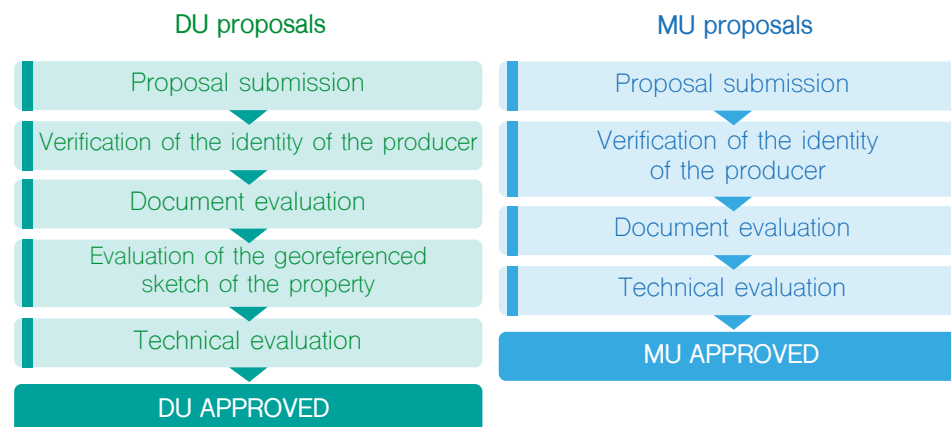 DU proposals
Proposal submission
Verification of the identity of the producer
Document evaluation
Evaluation of the georeferenced
sketch of the property
Technical evaluation
DU APPROVED
MU proposals
Proposal submission
Verification of the identity
of the producer
Document evaluation
Technical evaluation
MU APPROVED